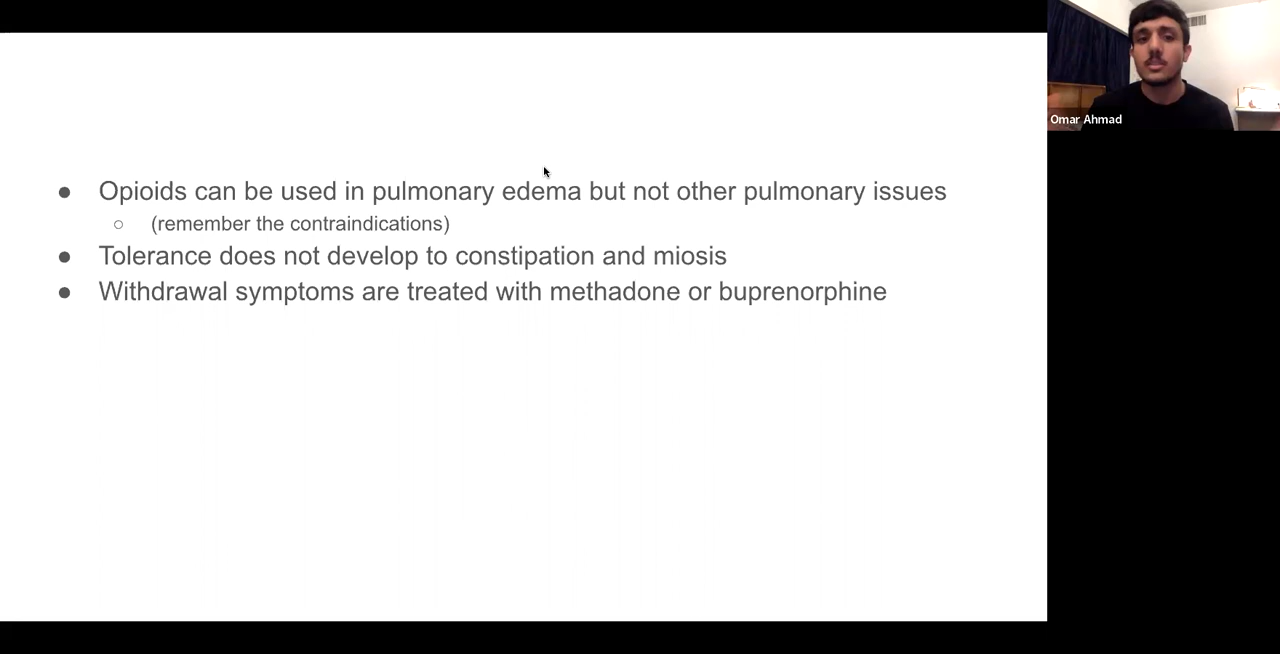 Opioids can be used in pulmonary edema but not other pulmonary issues
(remember the contraindications)
Tolerance does not develop to constipation and miosis
Withdrawal symptoms are treated with methadone or buprenorphine
Omar Ahmad